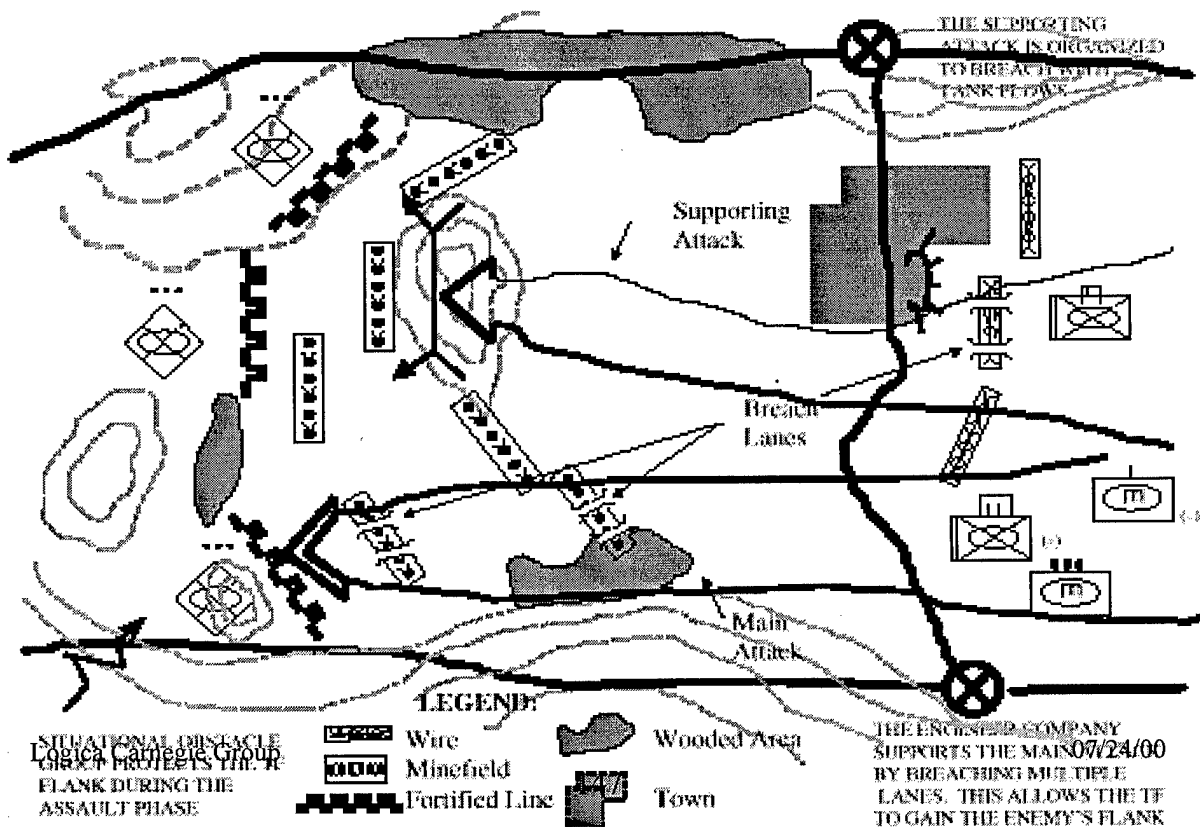 THE SUPPORTING
ATTACK IS ORGANIZED
TO BREACH WITH
TANK PLOWS
Supporting
Attack
Breach
Lanes
E
(-)
E
(-)
E
Main
Attack
LEGEND:
Wire
Minefield
Fortified Line
Wooded Area
Town
SITUATIONAL OBSTACLE
GROUP PROTECTS THE TF
FLANK DURING THE
ASSAULT PHASE
Logica Carnegie Group
THE ENGINEER COMPANY
SUPPORTS THE MAIN
BY BREACHING MULTIPLE
LANES. THIS ALLOWS THE TF
TO GAIN THE ENEMY'S FLANK
07/24/00